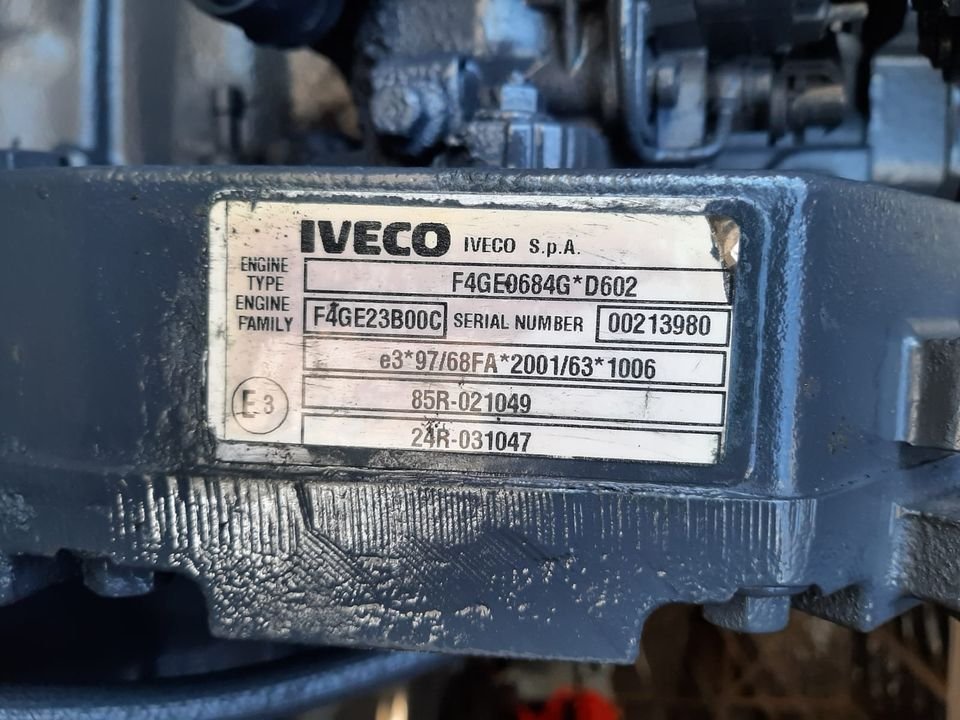 IVECO IVECO S.p.A.
ENGINE TYPE F4GE0684G*D602
ENGINE FAMILY F4GE23B00C SERIAL NUMBER 00213980
e3*97/68FA*2001/63*1006
E3 85R-021049
24R-031047